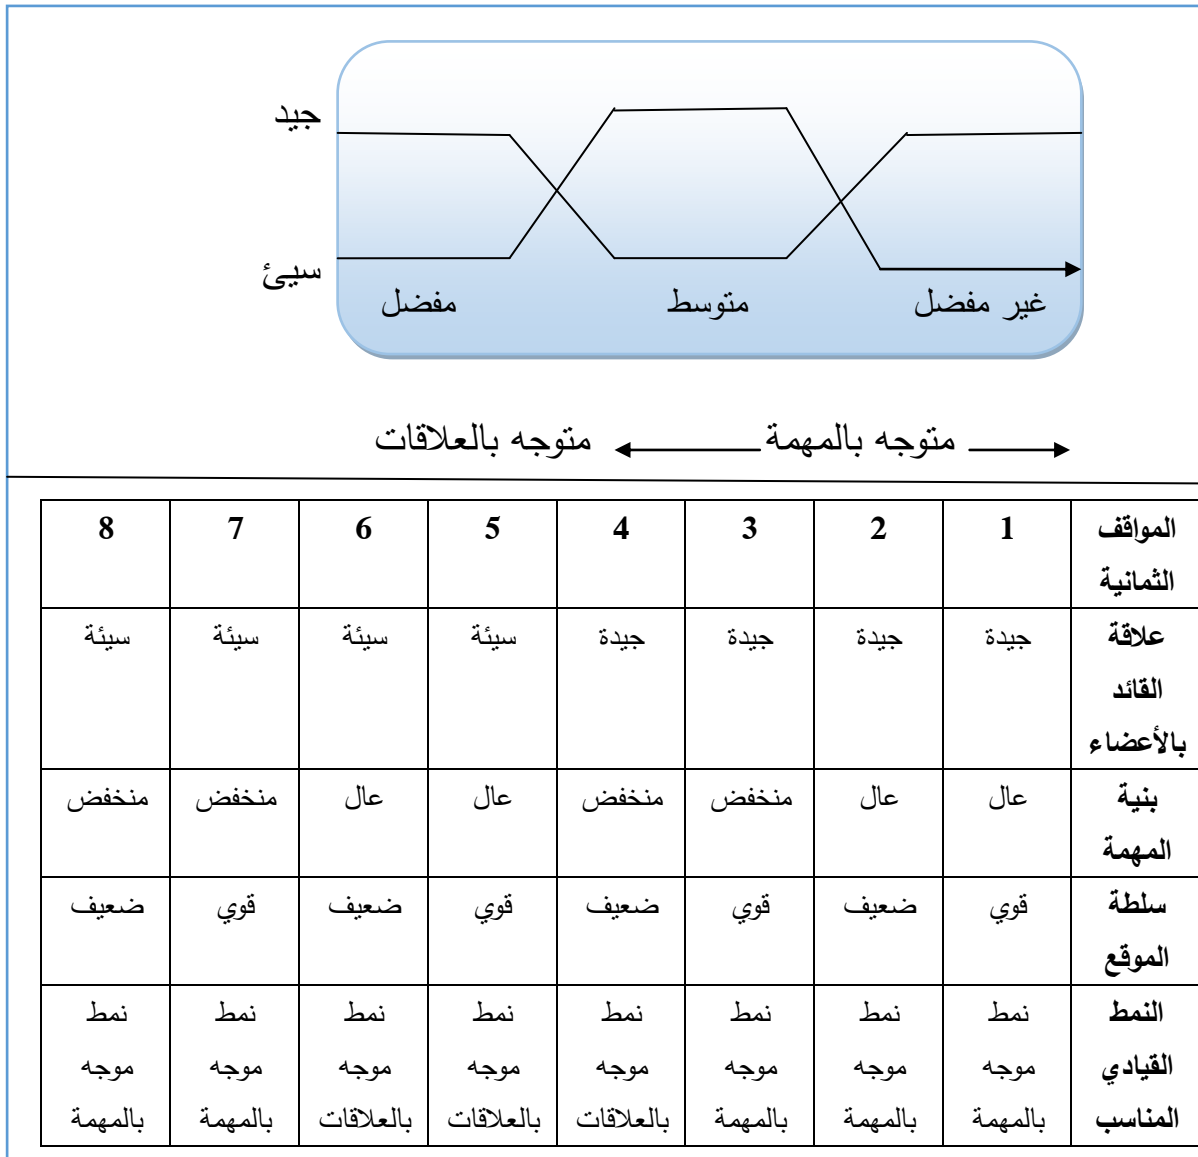 جيد
سيئ
غير مفضل متوسط مفضل
متوجه بالمهمة متوجه بالعلاقات
المواقف الثمانية 1 2 3 4 5 6 7 8
علاقة القائد بالأعضاء جيدة جيدة جيدة جيدة سيئة سيئة سيئة سيئة
بنية المهمة عال عال منخفض منخفض عال عال منخفض منخفض
سلطة الموقع قوي ضعيف قوي ضعيف قوي ضعيف قوي ضعيف
النمط نمط نمط نمط نمط نمط نمط نمط نمط
القيادي موجه موجه موجه موجه موجه موجه موجه موجه
المناسب بالمهمة بالمهمة بالمهمة بالعلاقات بالعلاقات بالعلاقات بالمهمة بالمهمة